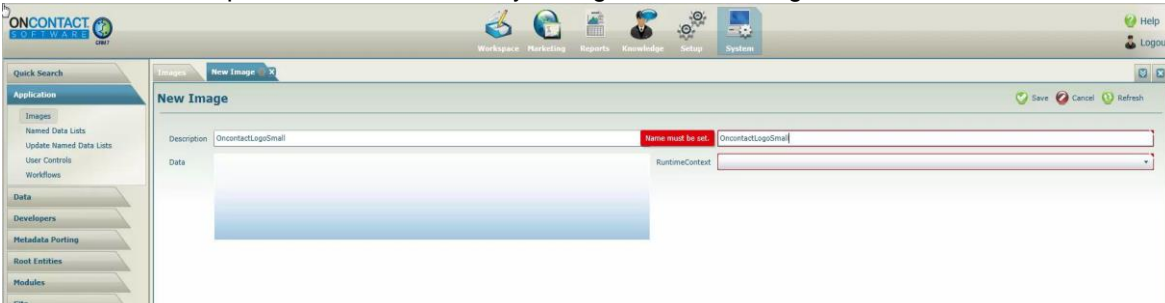 ONCONTACT
SOFTWARE
CRM7
Workspace Marketing Reports Knowledge Setup System
Help
Logou
Quick Search
Images New Image X
Application
New Image
Save Cancel Refresh
Images
Named Data Lists
Update Named Data Lists
User Controls
Workflows
Description OncontactLogoSmall Name must be set. OncontactLogoSmall
Data RuntimeContext
Data
Developers
Metadata Porting
Root Entities
Modules